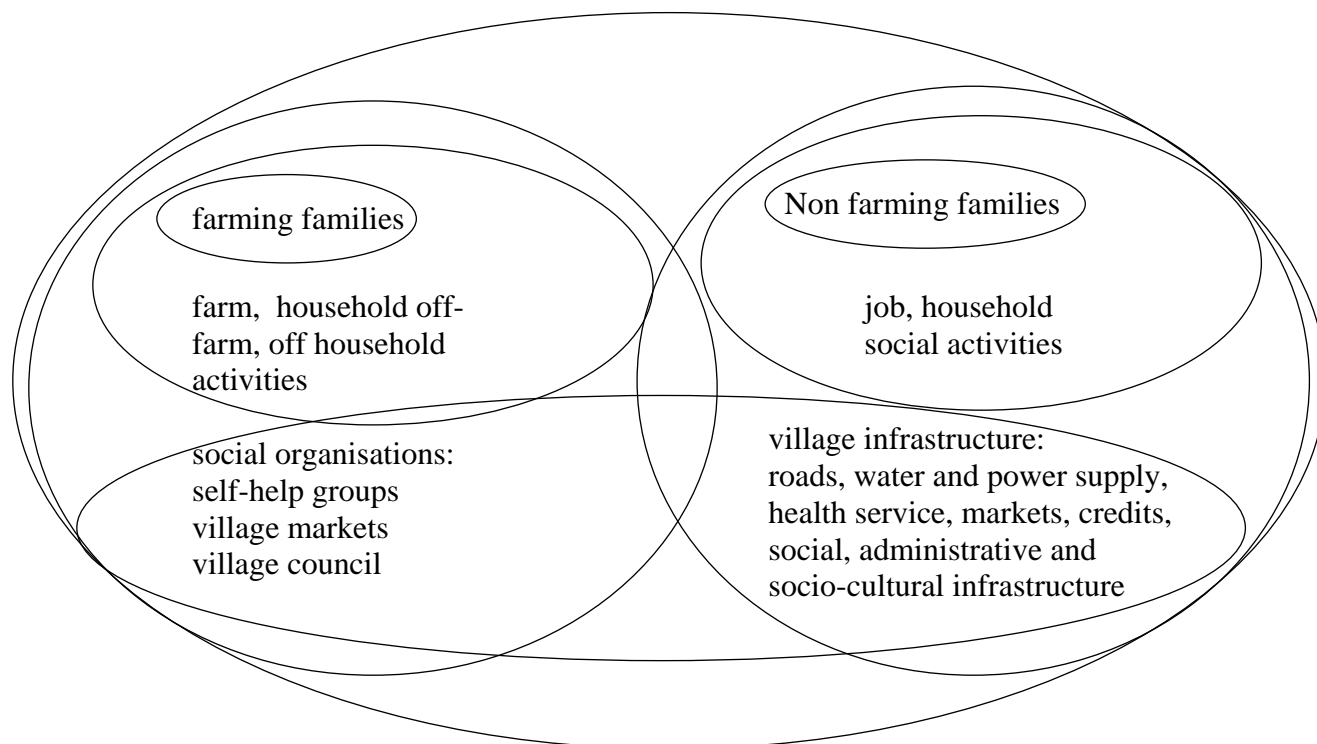 farming families
Non farming families
farm, household off-
farm, off household
activities
job, household
social activities
social organisations:
self-help groups
village markets
village council
village infrastructure:
roads, water and power supply,
health service, markets, credits,
social, administrative and
socio-cultural infrastructure